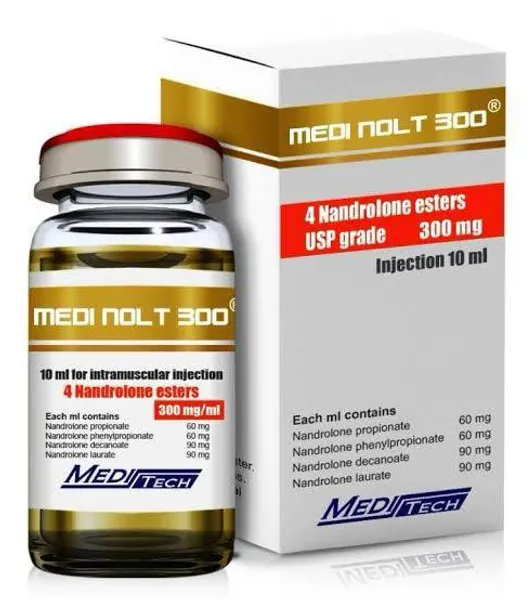 MEDI NOLT 300®
4 Nandrolone esters
USP grade 300 mg
Injection 10 ml
Each ml contains
Nandrolone propionate 60 mg
Nandrolone phenylpropionate 60 mg
Nandrolone decanoate 90 mg
Nandrolone laurate 90 mg
MEDI TECH
MEDI NOLT 300®
10 ml for intramuscular injection
4 Nandrolone esters
300 mg/ml
Each ml contains
Nandrolone propionate 60 mg
Nandrolone phenylpropionate 60 mg
Nandrolone decanoate 90 mg
Nandrolone laurate 90 mg
MEDI TECH